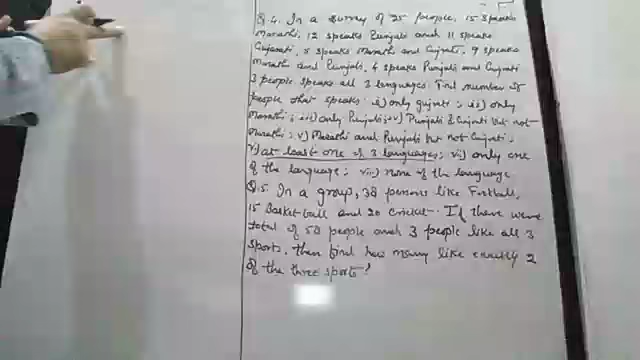 Q.4. In a survey of 25 people, 15 speaks
Marathi, 12 speaks Punjabi and 11 speaks
Gujarati, 5 speaks Marathi and Gujrati, 9 speaks
Marathi and Punjabi, 4 speaks Punjabi and Gujrati
3 people speaks all 3 languages. Find number of
people that speaks: i) only gujrati; ii) only
Marathi; iii) only Punjabi; iv) Punjabi & Gujrati but not
Marathi; v) Marathi and Punjabi but not Gujrati;
vi) at least one of 3 languages; vii) only one
of the language; viii) none of the language
Q.5. In a group, 38 persons like Football,
15 Basketball and 20 cricket. If there were
total of 58 people and 3 people like all 3
sports, then find how many like exactly 2
of the three sports?